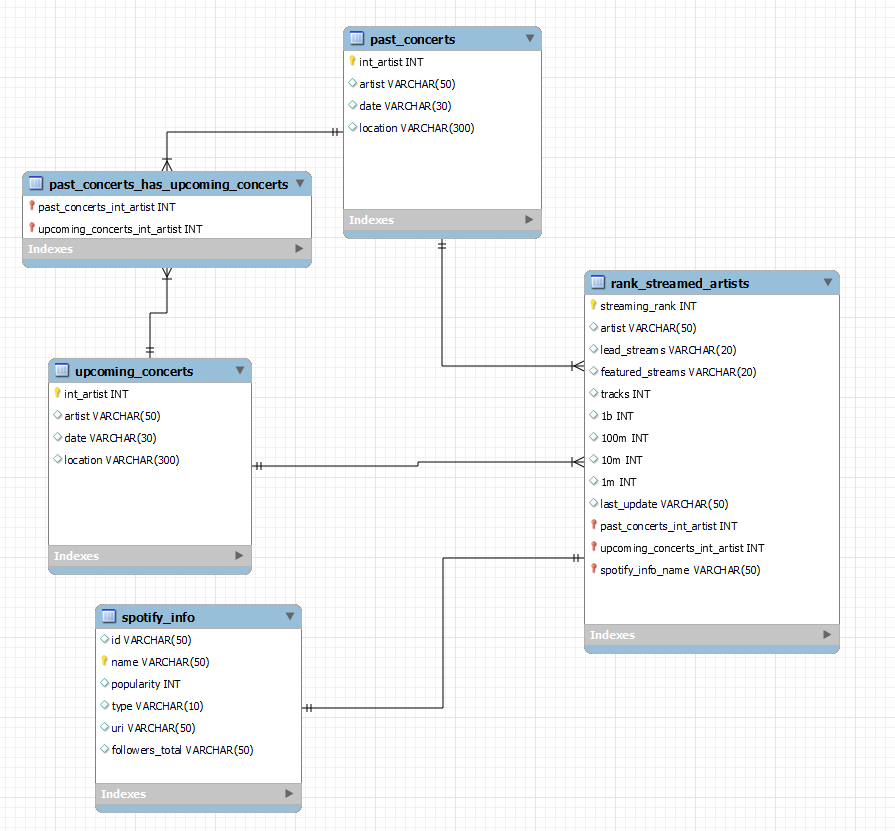 past_concerts
int_artist INT
artist VARCHAR(50)
date VARCHAR(30)
location VARCHAR(300)
Indexes
past_concerts_has_upcoming_concerts
past_concerts_int_artist INT
upcoming_concerts_int_artist INT
Indexes
rank_streamed_artists
streaming_rank INT
artist VARCHAR(50)
lead_streams VARCHAR(20)
featured_streams VARCHAR(20)
tracks INT
1b INT
100m INT
10m INT
1m INT
last_update VARCHAR(50)
past_concerts_int_artist INT
upcoming_concerts_int_artist INT
spotify_info_name VARCHAR(50)
Indexes
upcoming_concerts
int_artist INT
artist VARCHAR(50)
date VARCHAR(30)
location VARCHAR(300)
Indexes
spotify_info
id VARCHAR(50)
name VARCHAR(50)
popularity INT
type VARCHAR(10)
uri VARCHAR(50)
followers_total VARCHAR(50)
Indexes